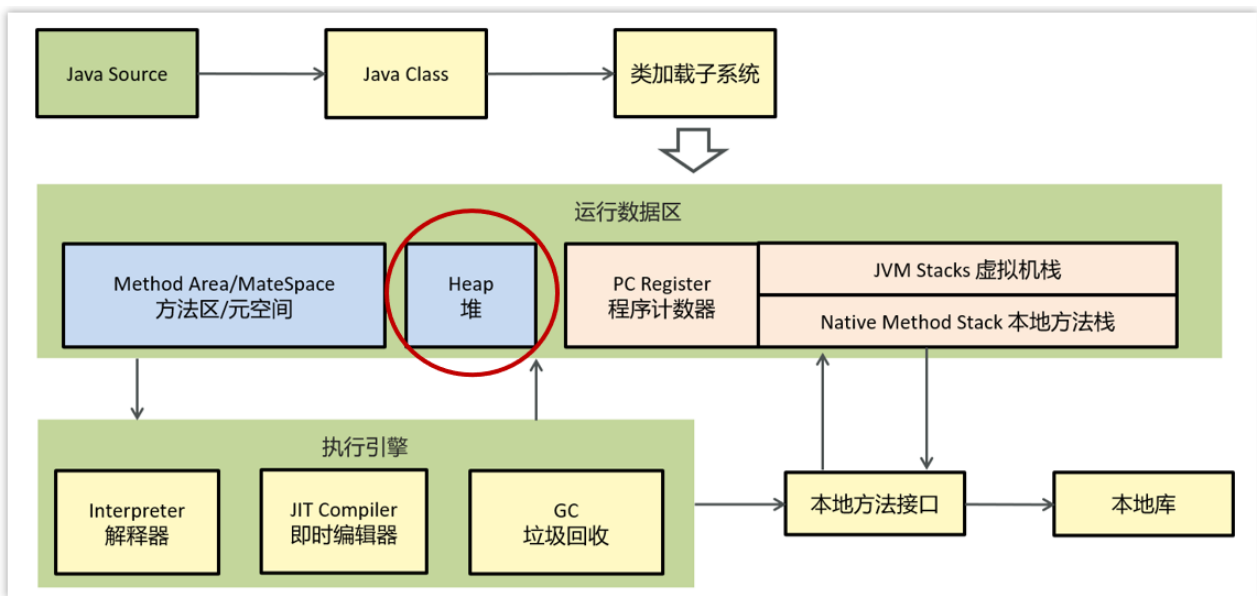 Java Source
Java Class
类加载子系统
运行数据区
Method Area/MateSpace
方法区/元空间
Heap
堆
PC Register
程序计数器
JVM Stacks 虚拟机栈
Native Method Stack 本地方法栈
执行引擎
Interpreter
解释器
JIT Compiler
即时编辑器
GC
垃圾回收
本地方法接口
本地库